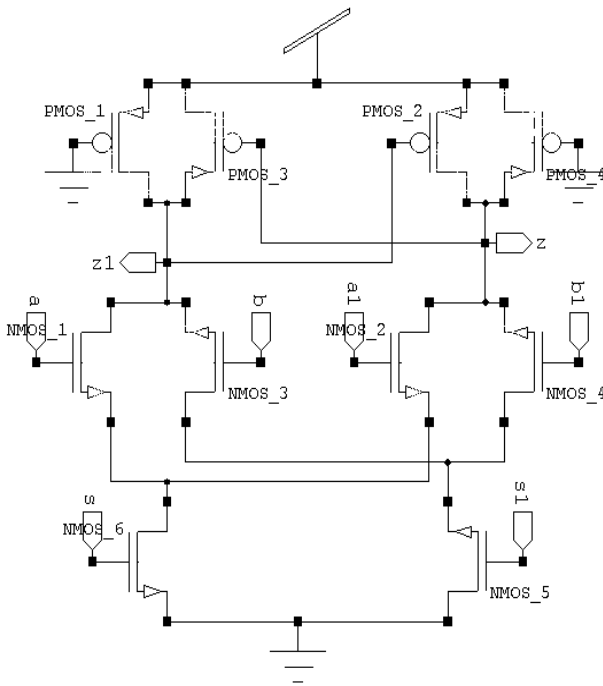 PMOS_1
PMOS_2
PMOS_3
PMOS_4
z1
z
a
b
a1
b1
NMOS_1
NMOS_2
NMOS_3
NMOS_4
s
s1
NMOS_6
NMOS_5